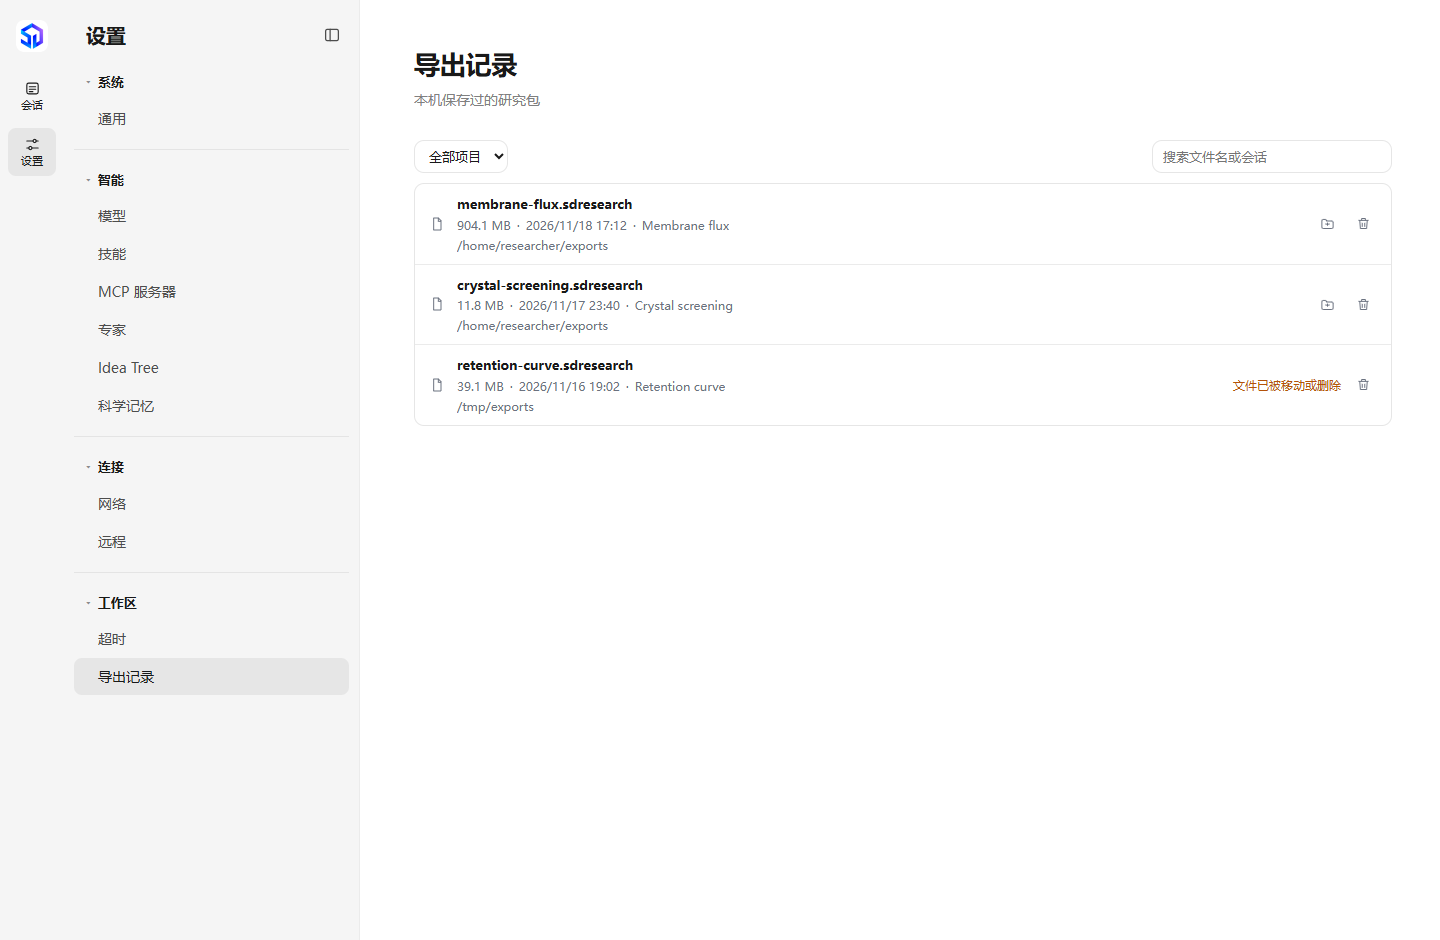 设置
会话
设置
系统
通用
智能
模型
技能
MCP 服务器
专家
Idea Tree
科学记忆
连接
网络
远程
工作区
超时
导出记录
导出记录
本机保存过的研究包
全部项目
搜索文件名或会话
membrane-flux.sdresearch
904.1 MB · 2026/11/18 17:12 · Membrane flux
/home/researcher/exports
crystal-screening.sdresearch
11.8 MB · 2026/11/17 23:40 · Crystal screening
/home/researcher/exports
retention-curve.sdresearch
39.1 MB · 2026/11/16 19:02 · Retention curve
/tmp/exports
文件已被移动或删除